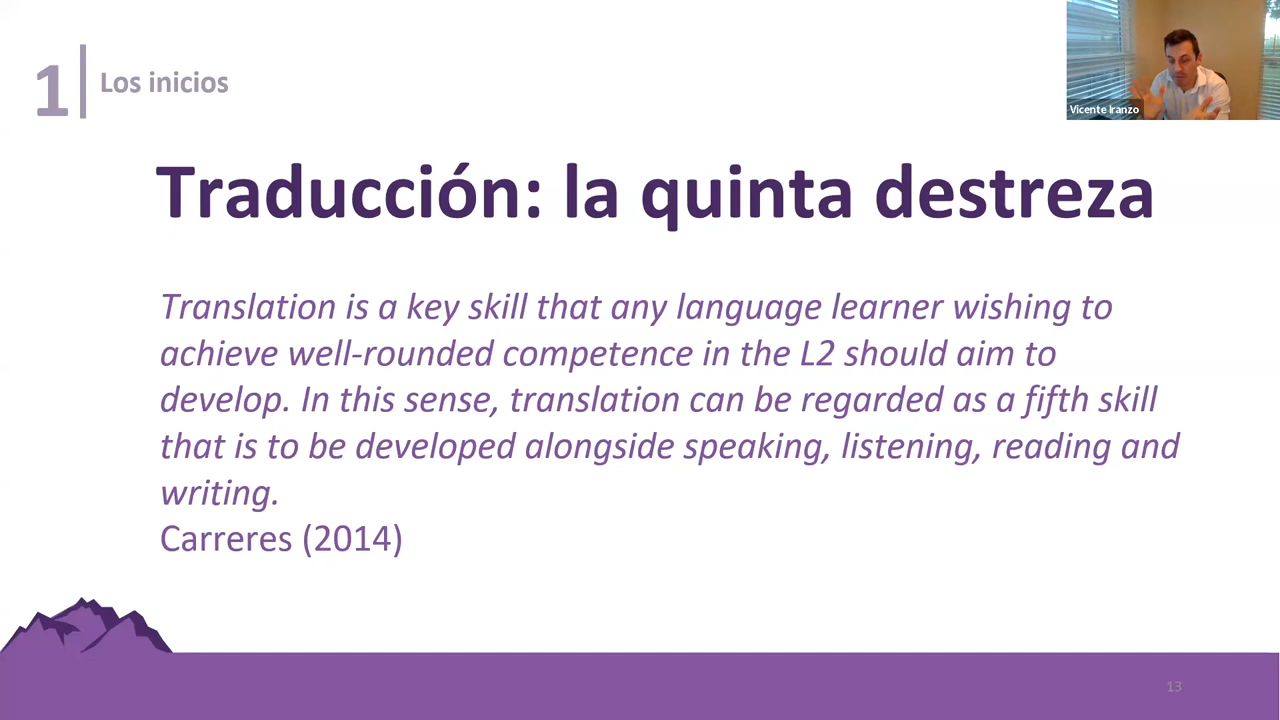 1
Los inicios
Vicente Iranzo
Traducción: la quinta destreza
Translation is a key skill that any language learner wishing to
achieve well-rounded competence in the L2 should aim to
develop. In this sense, translation can be regarded as a fifth skill
that is to be developed alongside speaking, listening, reading and
writing.
Carreres (2014)
13